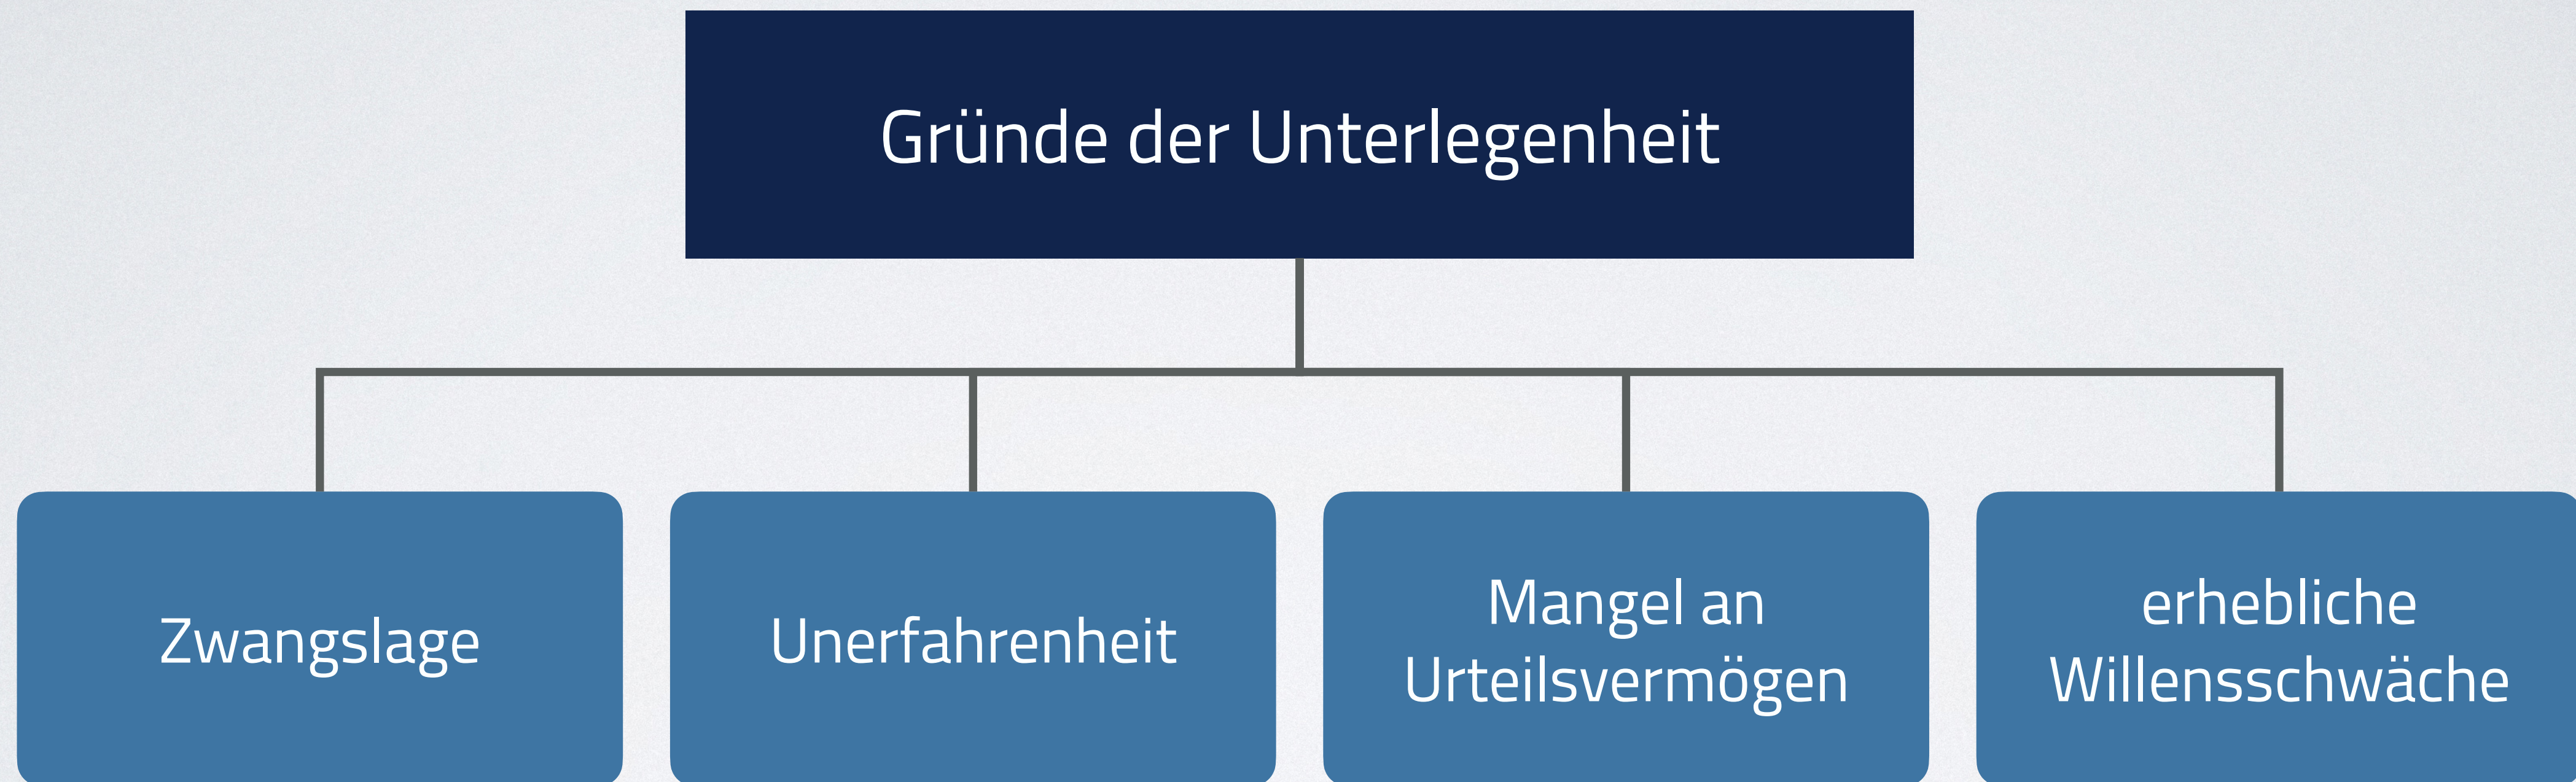 Gründe der Unterlegenheit
Zwangslage
Unerfahrenheit
Mangel an
Urteilsvermögen
erhebliche
Willensschwäche